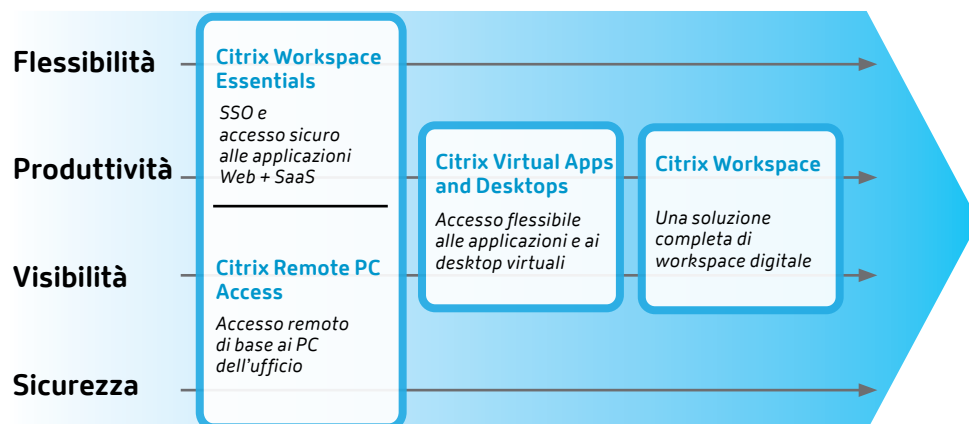 Flessibilità
Produttività
Visibilità
Sicurezza
Citrix Workspace
Essentials
SSO e
accesso sicuro
alle applicazioni
Web + SaaS
Citrix Remote PC
Access
Accesso remoto
di base ai PC
dell'ufficio
Citrix Virtual Apps
and Desktops
Accesso flessibile
alle applicazioni e ai
desktop virtuali
Citrix Workspace
Una soluzione
completa di
workspace digitale